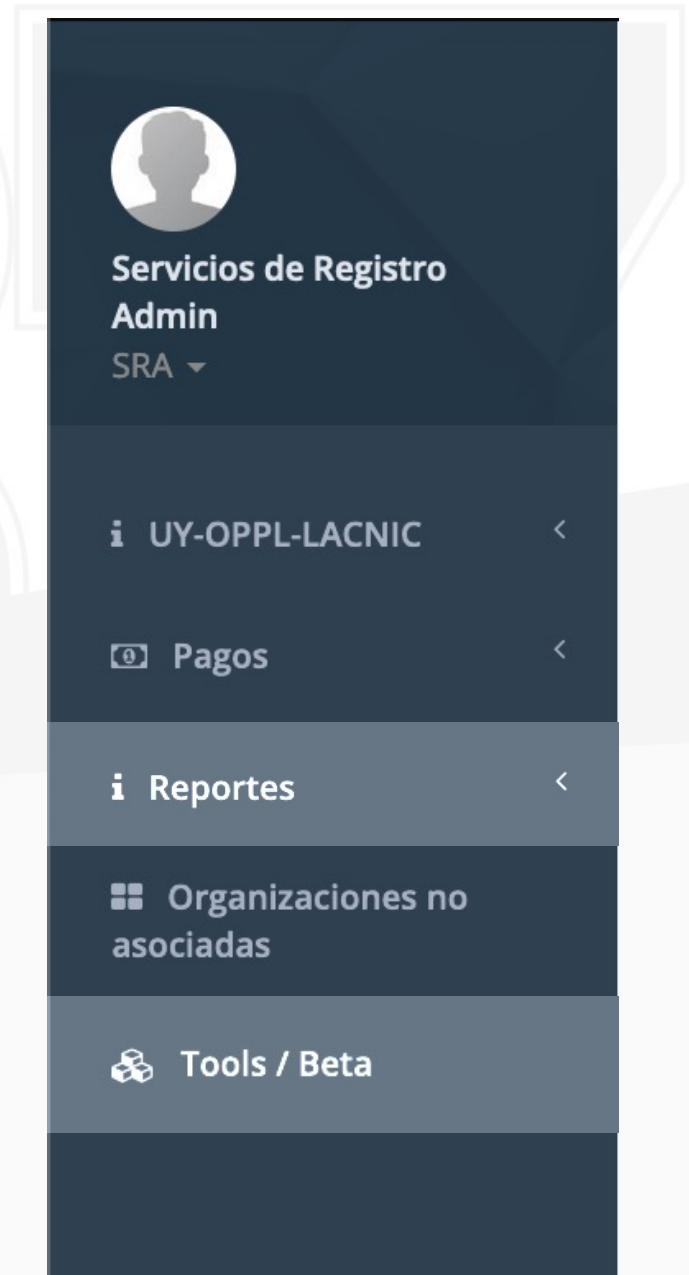 Servicios de Registro
Admin
SRA
UY-OPPL-LACNIC
Pagos
Reportes
Organizaciones no
asociadas
Tools / Beta